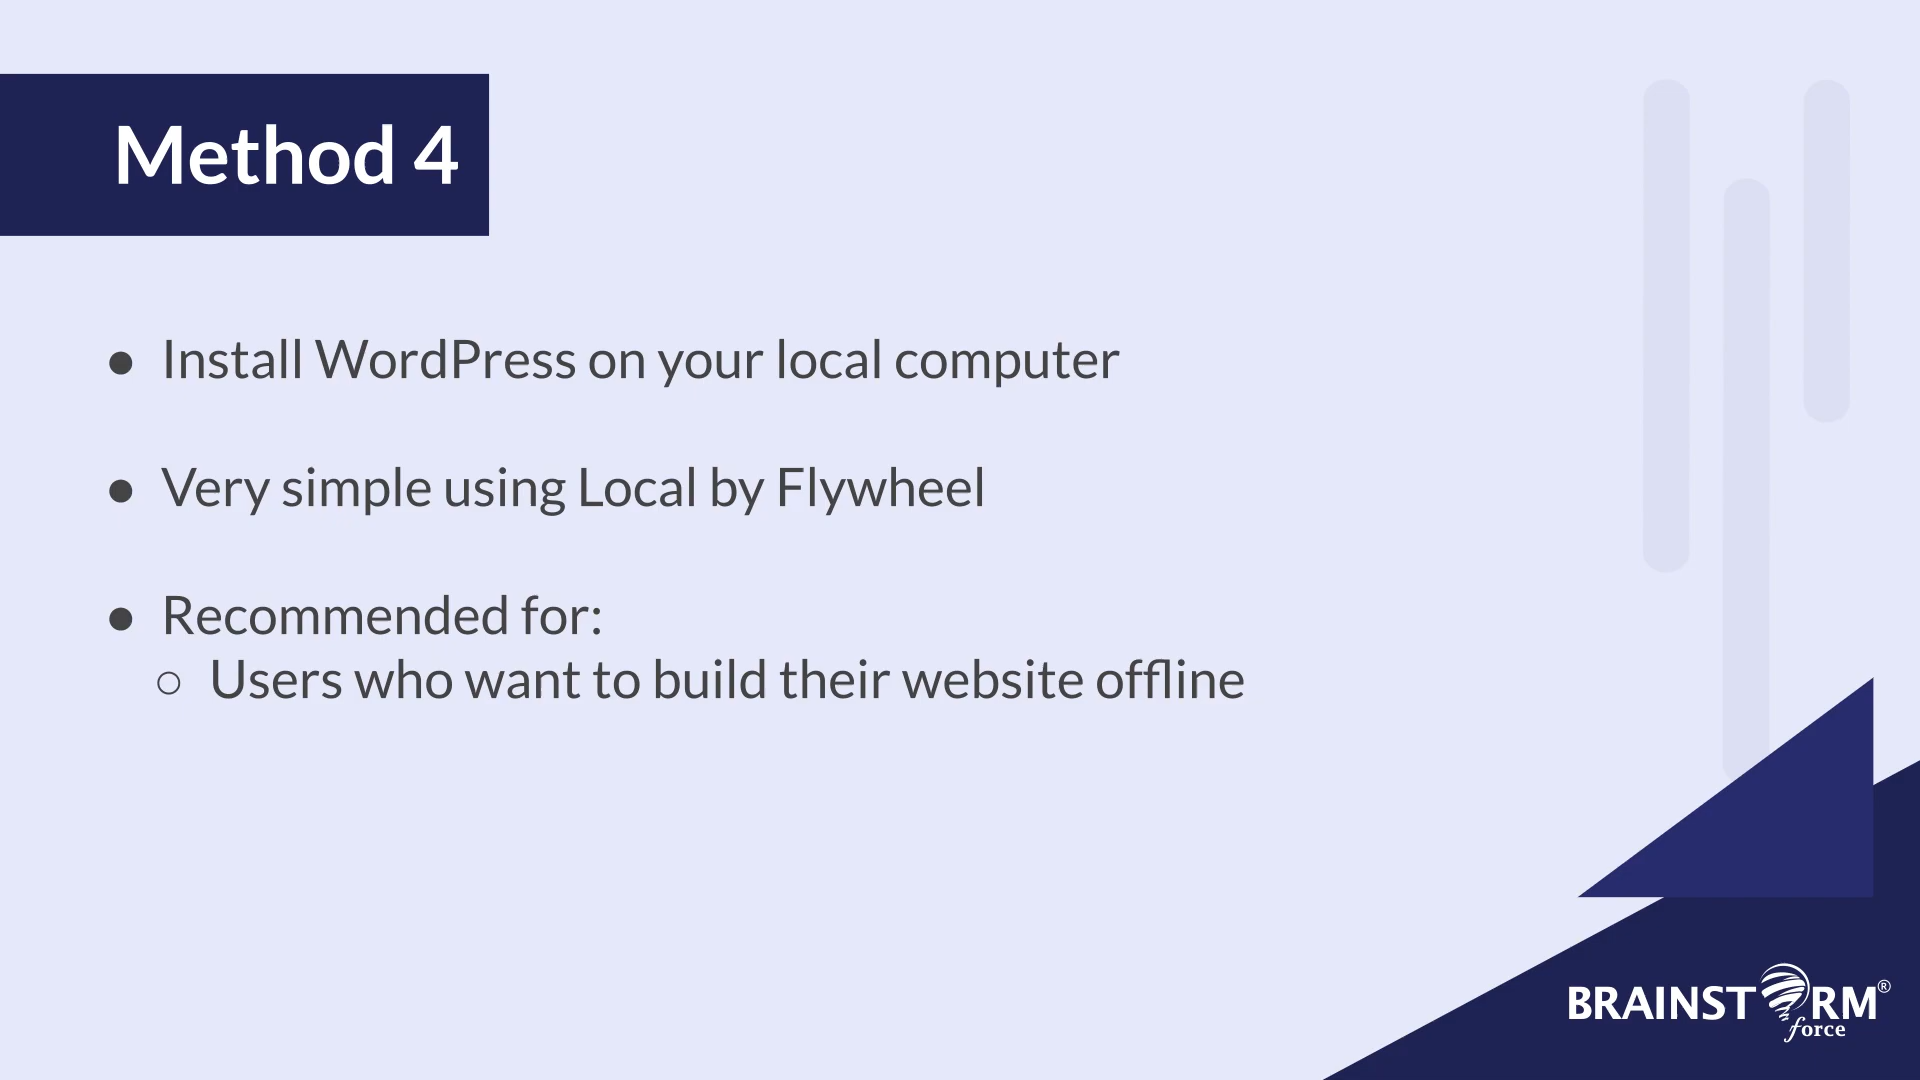 Method 4
● Install WordPress on your local computer
● Very simple using Local by Flywheel
● Recommended for:
○ Users who want to build their website offline
BRAINSTORM®
force